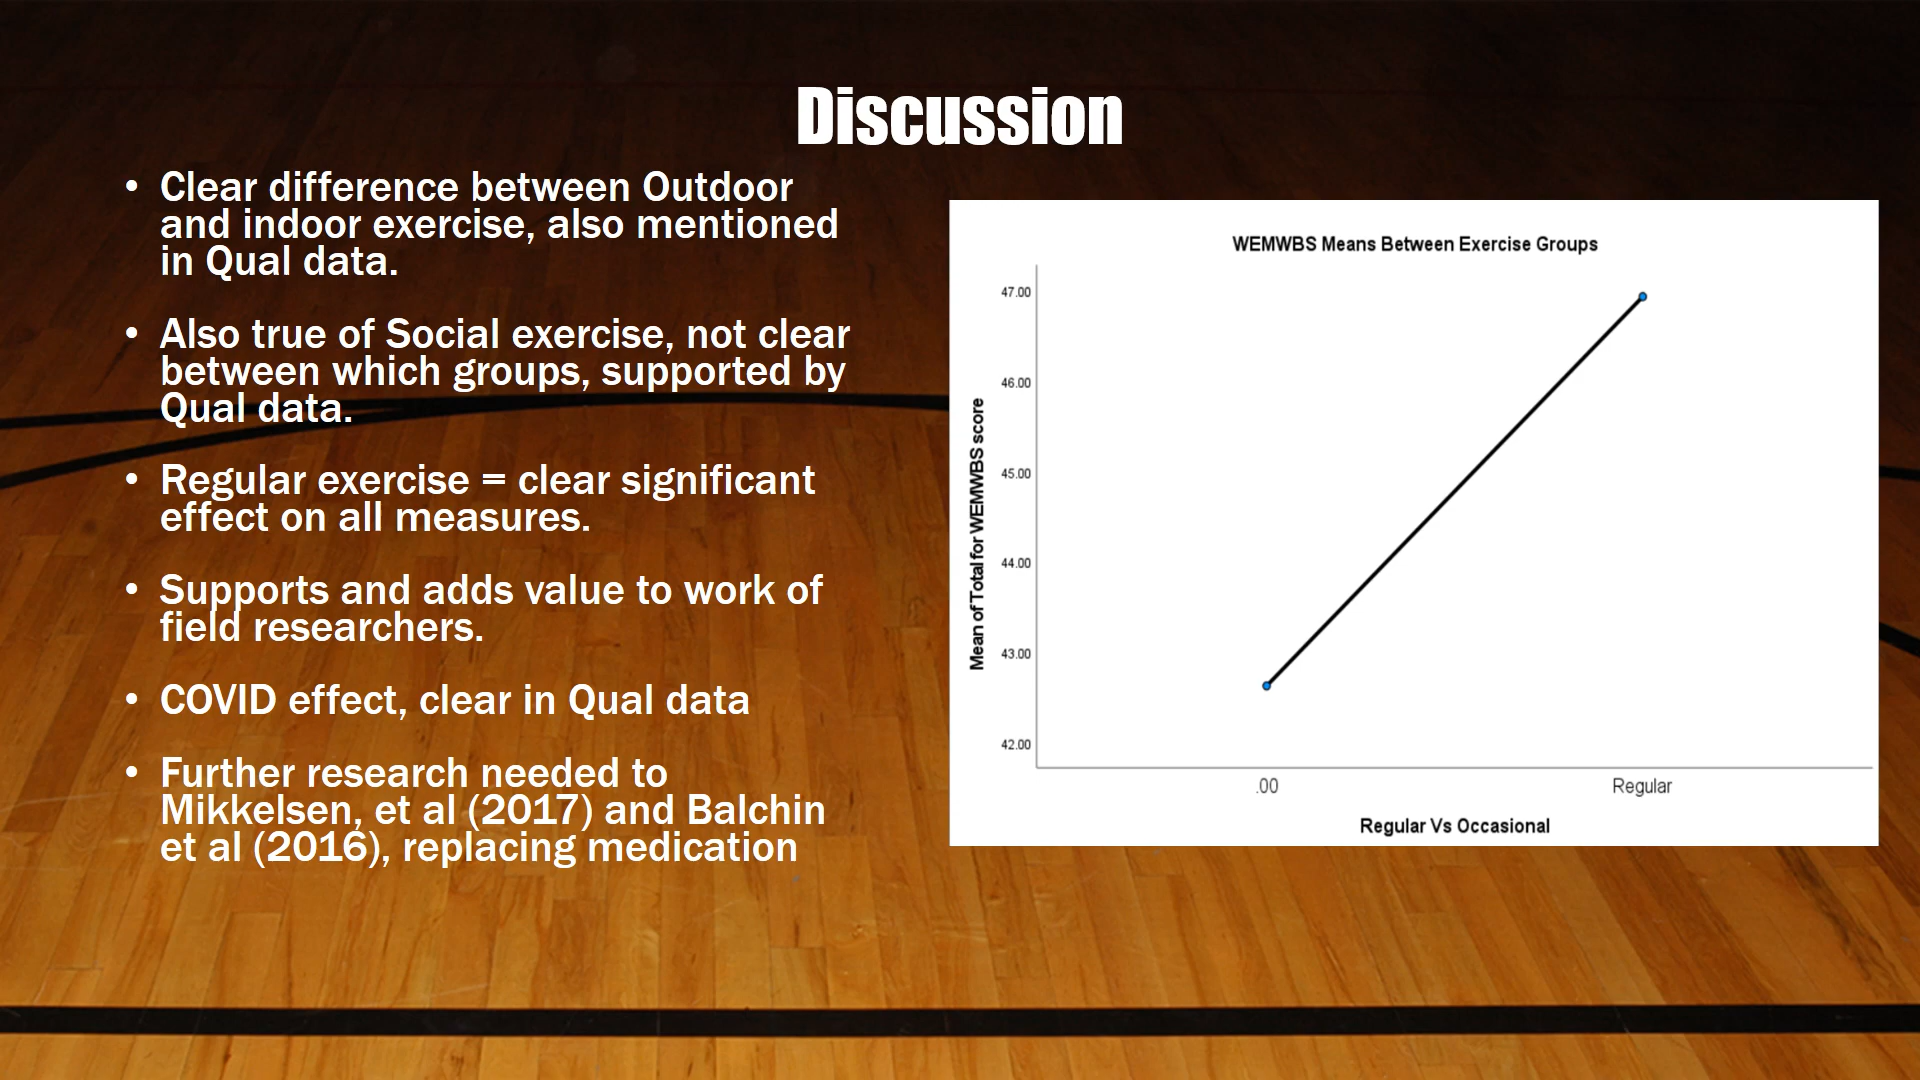 Discussion
• Clear difference between Outdoor
and indoor exercise, also mentioned
in Qual data.
• Also true of Social exercise, not clear
between which groups, supported by
Qual data.
• Regular exercise = clear significant
effect on all measures.
• Supports and adds value to work of
field researchers.
• COVID effect, clear in Qual data
• Further research needed to
Mikkelsen, et al (2017) and Balchin
et al (2016), replacing medication
WEMWBS Means Between Exercise Groups
Mean of Total for WEMWBS score
47.00
46.00
45.00
44.00
43.00
42.00
.00
Regular
Regular Vs Occasional